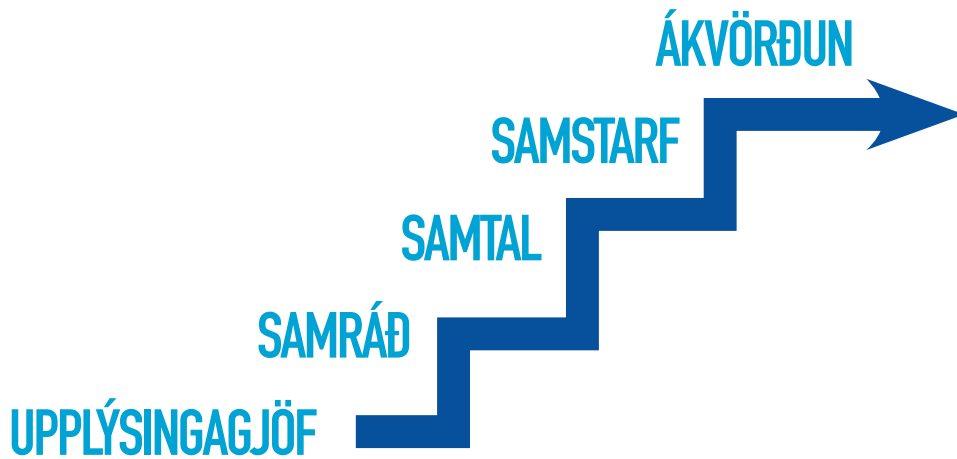 ÁKVÖRÐUN
SAMSTARF
SAMTAL
SAMRÁÐ
UPPLÝSINGAGJÖF